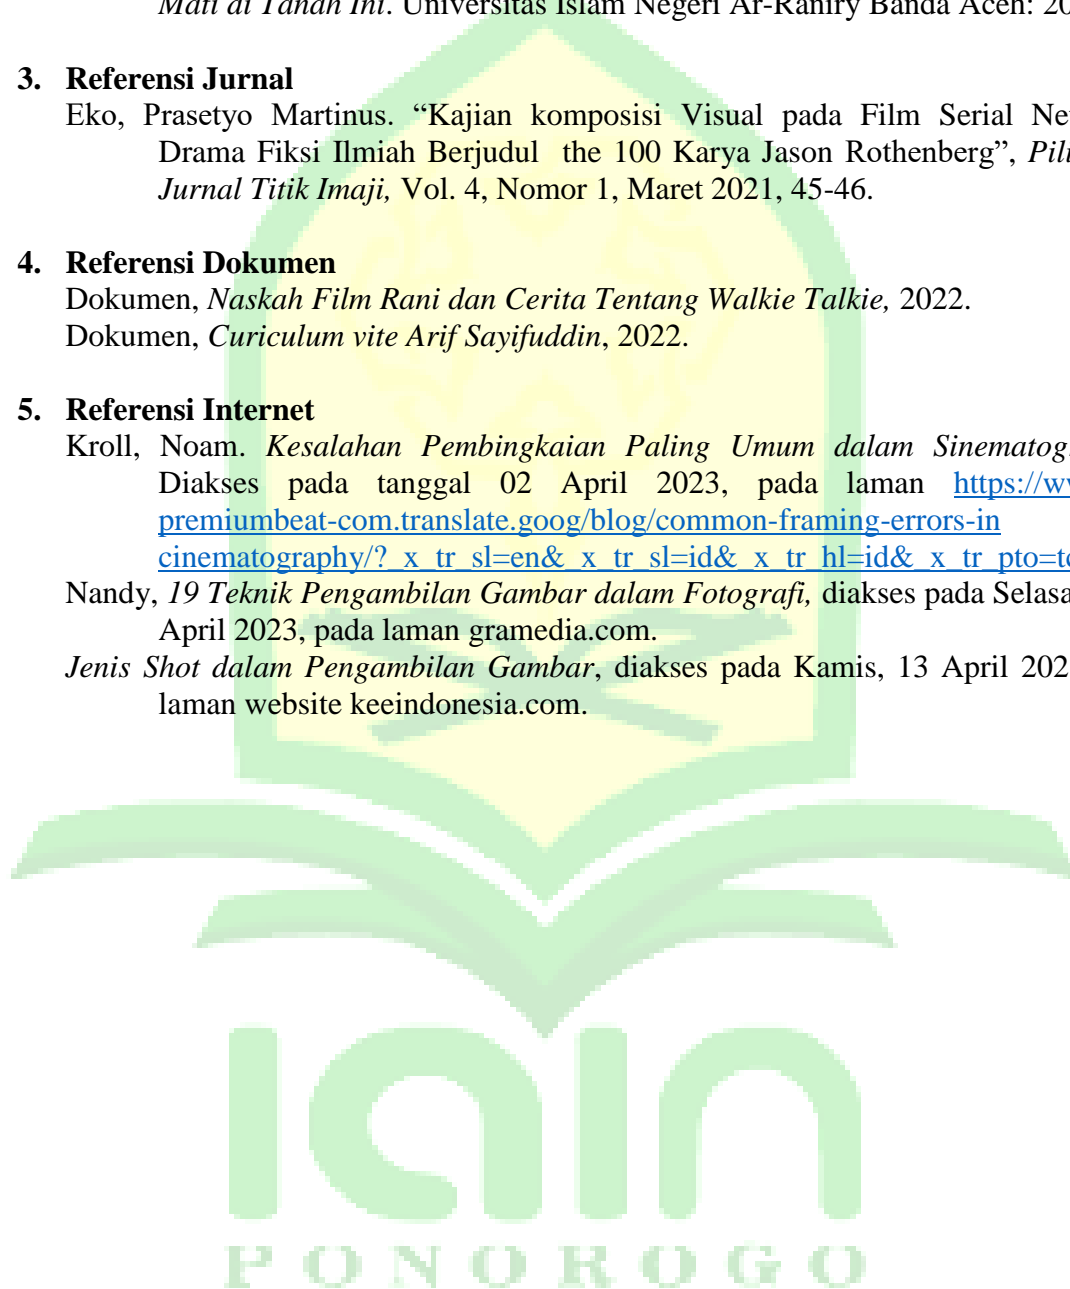 Mati di Tanah Ini. Universitas Islam Negeri Ar-Raniry Banda Aceh:
3. Referensi Jurnal
Eko, Prasetyo Martinus. “Kajian komposisi Visual pada Film Serial
Drama Fiksi Ilmiah Berjudul the 100 Karya Jason Rothenberg”,
Jurnal Titik Imaji, Vol. 4, Nomor 1, Maret 2021, 45-46.
4. Referensi Dokumen
Dokumen, Naskah Film Rani dan Cerita Tentang Walkie Talkie, 2022.
Dokumen, Curiculum vite Arif Sayifuddin, 2022.
5. Referensi Internet
Kroll, Noam. Kesalahan Pembingkaian Paling Umum dalam
Diakses pada tanggal 02 April 2023, pada laman
premiumbeat-com.translate.goog/blog/common-framing-errors-in
cinematography/?_x_tr_sl=en&_x_tr_sl=id&_x_tr_hl=id&_x_tr_pto=
Nandy, 19 Teknik Pengambilan Gambar dalam Fotografi, diakses pada Selasa
April 2023, pada laman gramedia.com.
Jenis Shot dalam Pengambilan Gambar, diakses pada Kamis, 13 April
laman website keeindonesia.com.
iain
PONOROGO